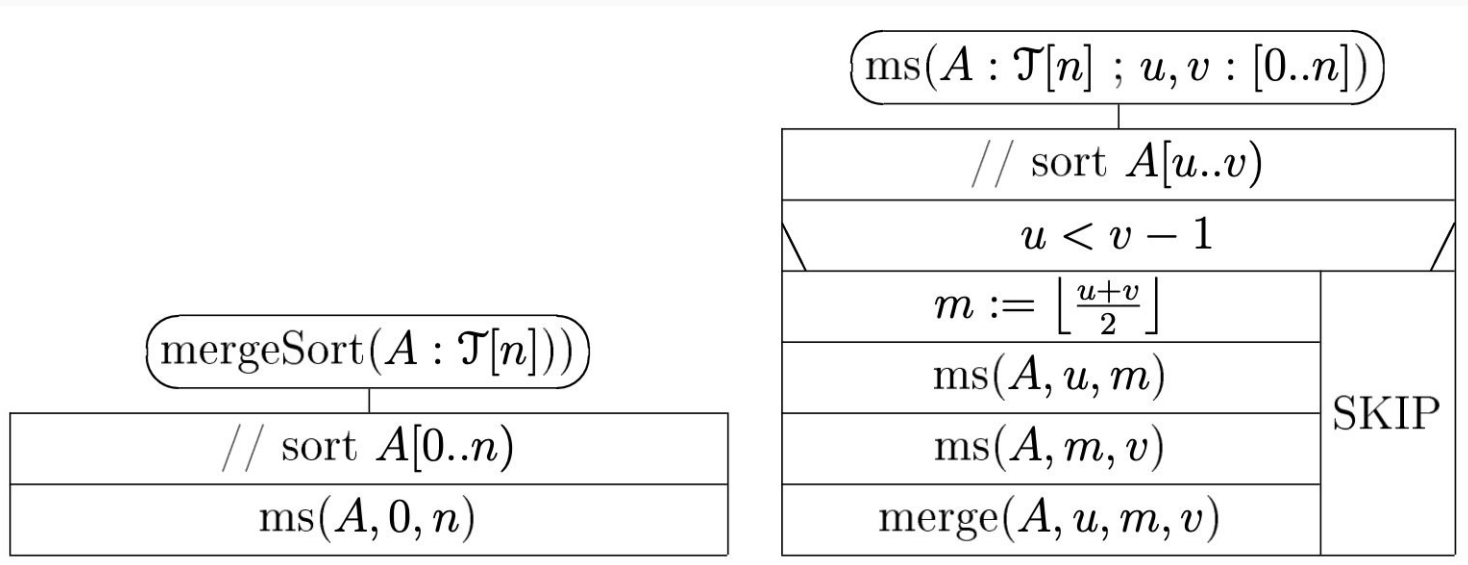 mergeSort(A : 𝒯[n]))
// sort A[0..n)
ms(A, 0, n)
ms(A : 𝒯[n] ; u, v : [0..n])
// sort A[u..v)
u < v − 1
m := ⌊(u+v)/2⌋
ms(A, u, m)
ms(A, m, v)
merge(A, u, m, v)
SKIP